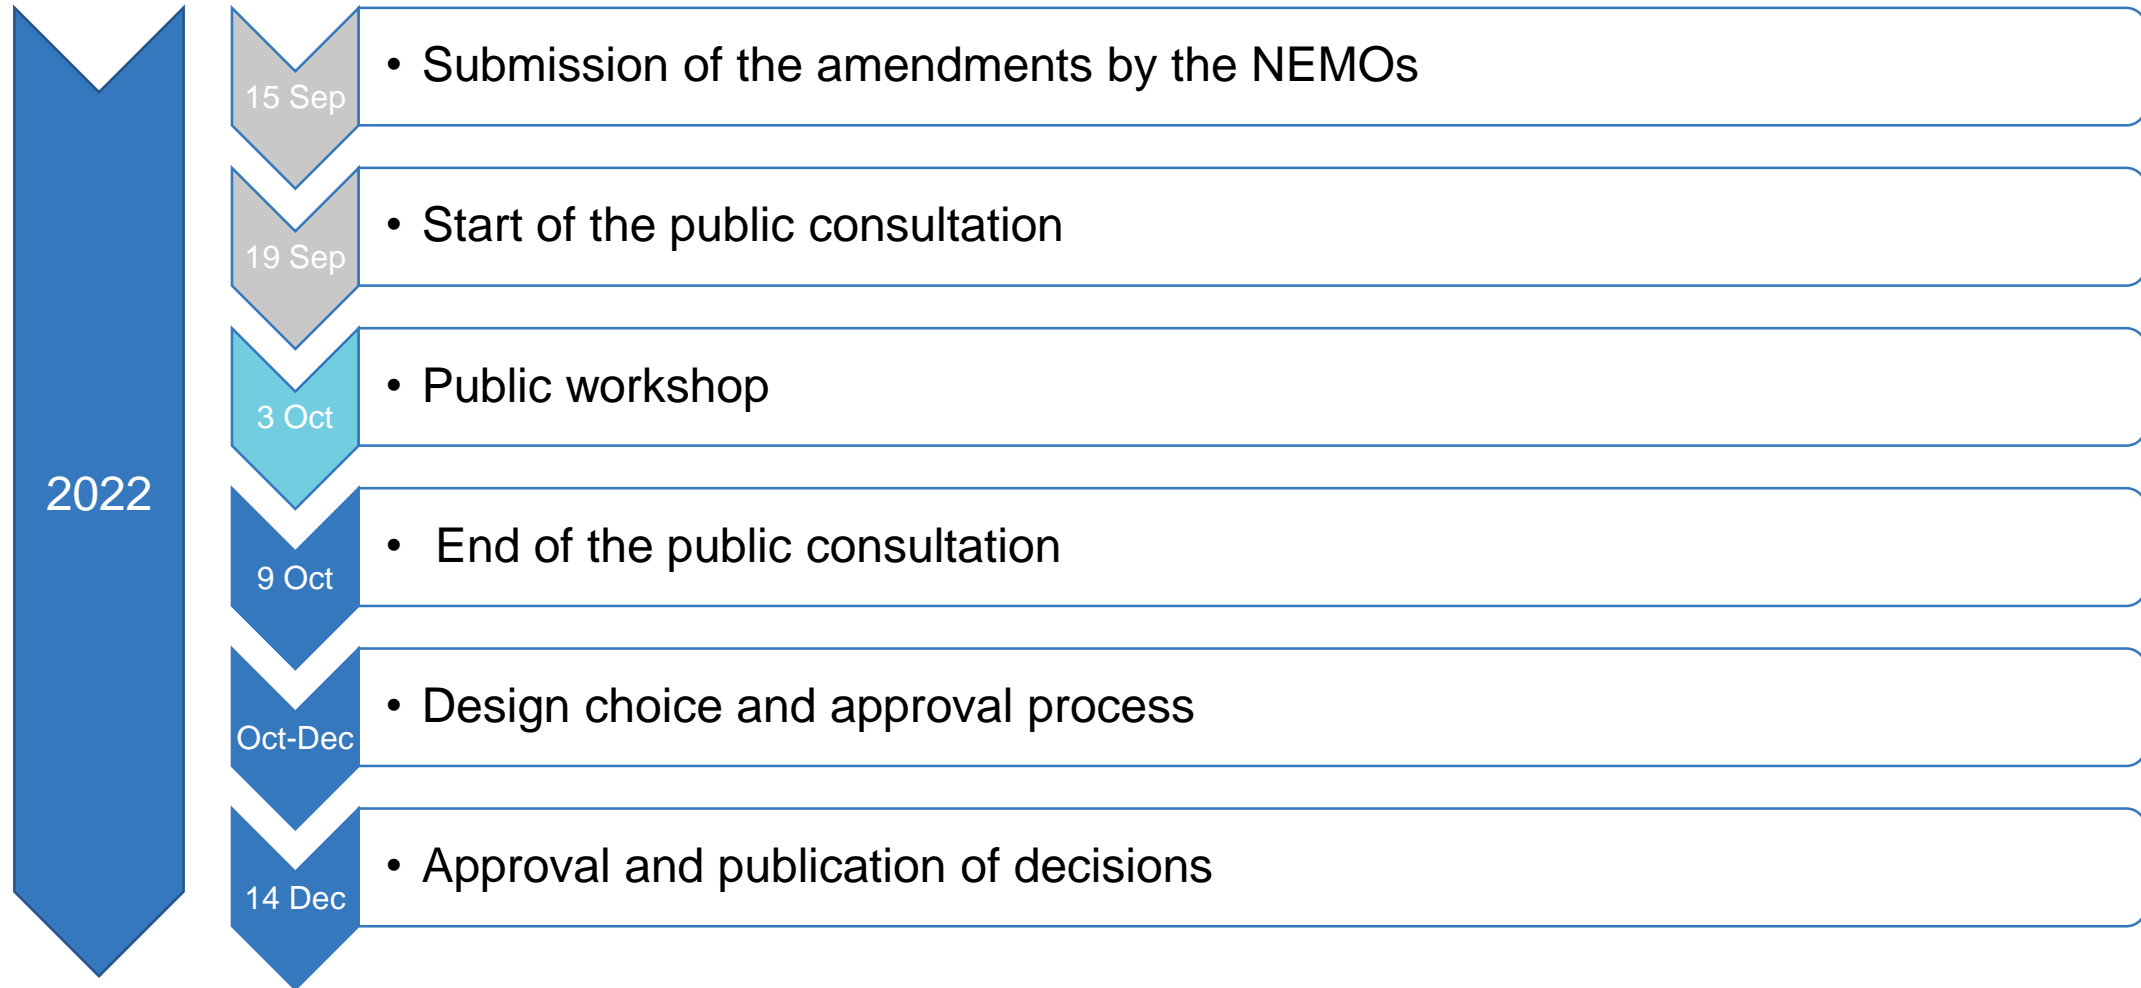 2022
15 Sep
• Submission of the amendments by the NEMOs
19 Sep
• Start of the public consultation
3 Oct
• Public workshop
9 Oct
• End of the public consultation
Oct-Dec
• Design choice and approval process
14 Dec
• Approval and publication of decisions